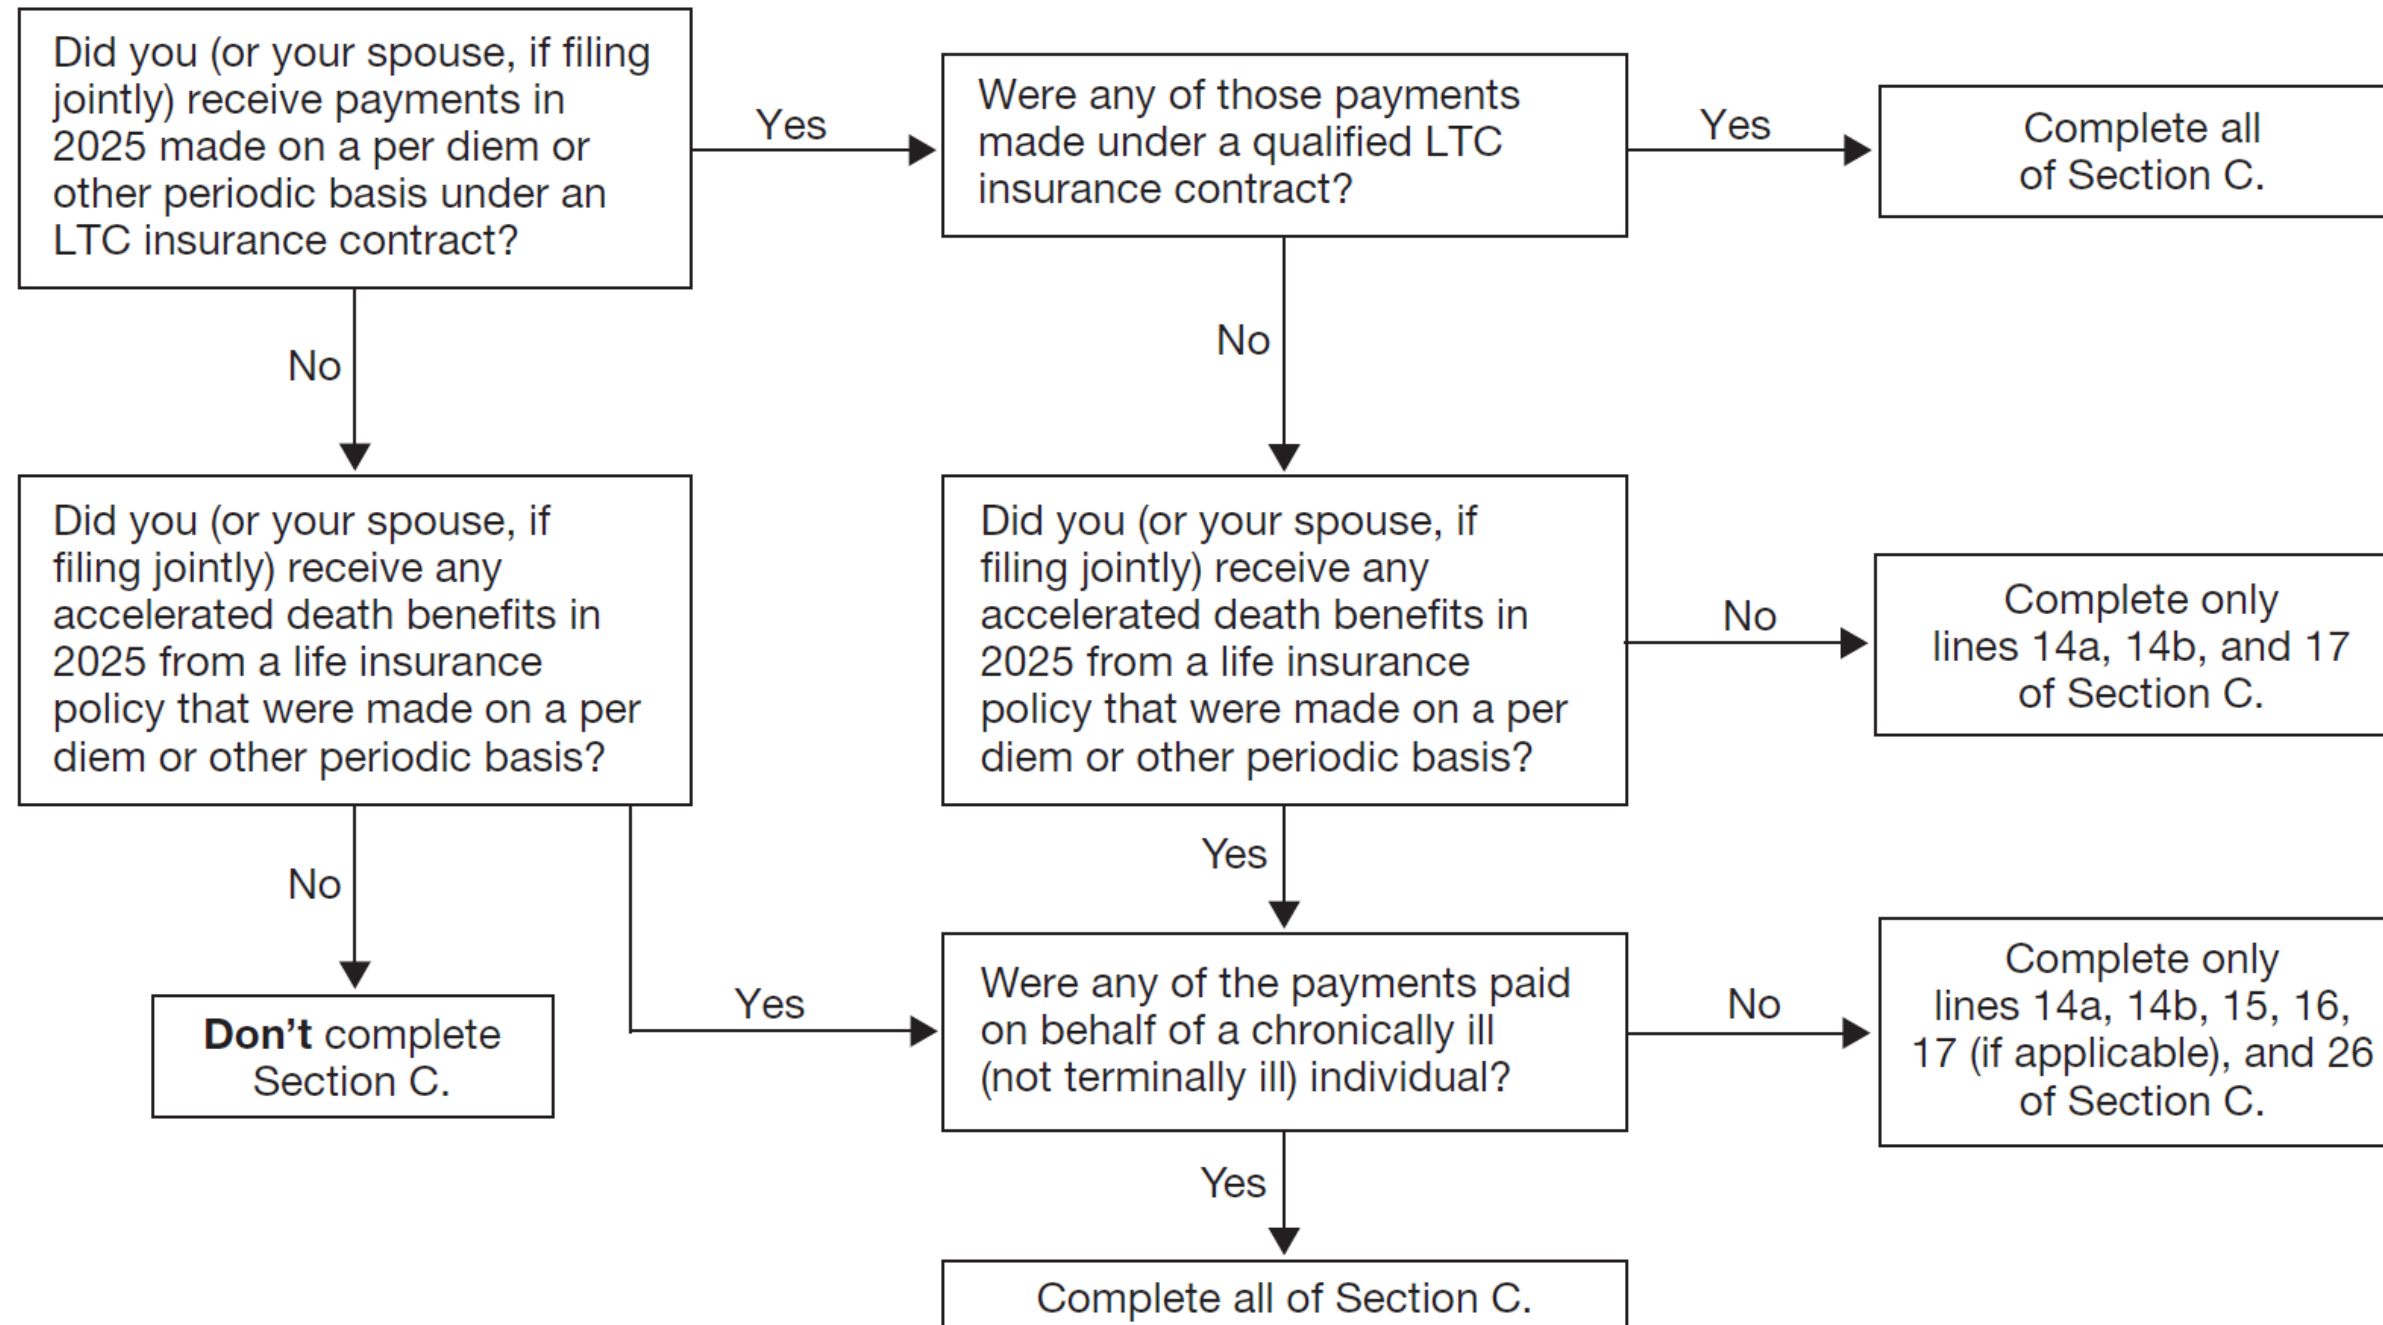 Did you (or your spouse, if filing
jointly) receive payments in
2025 made on a per diem or
other periodic basis under an
LTC insurance contract?
Yes
Were any of those payments
made under a qualified LTC
insurance contract?
Yes
Complete all
of Section C.
No
No
Did you (or your spouse, if
filing jointly) receive any
accelerated death benefits in
2025 from a life insurance
policy that were made on a per
diem or other periodic basis?
Did you (or your spouse, if
filing jointly) receive any
accelerated death benefits in
2025 from a life insurance
policy that were made on a per
diem or other periodic basis?
No
Complete only
lines 14a, 14b, and 17
of Section C.
No
Yes
Don't complete
Section C.
Yes
Were any of the payments paid
on behalf of a chronically ill
(not terminally ill) individual?
No
Complete only
lines 14a, 14b, 15, 16,
17 (if applicable), and 26
of Section C.
Yes
Complete all of Section C.